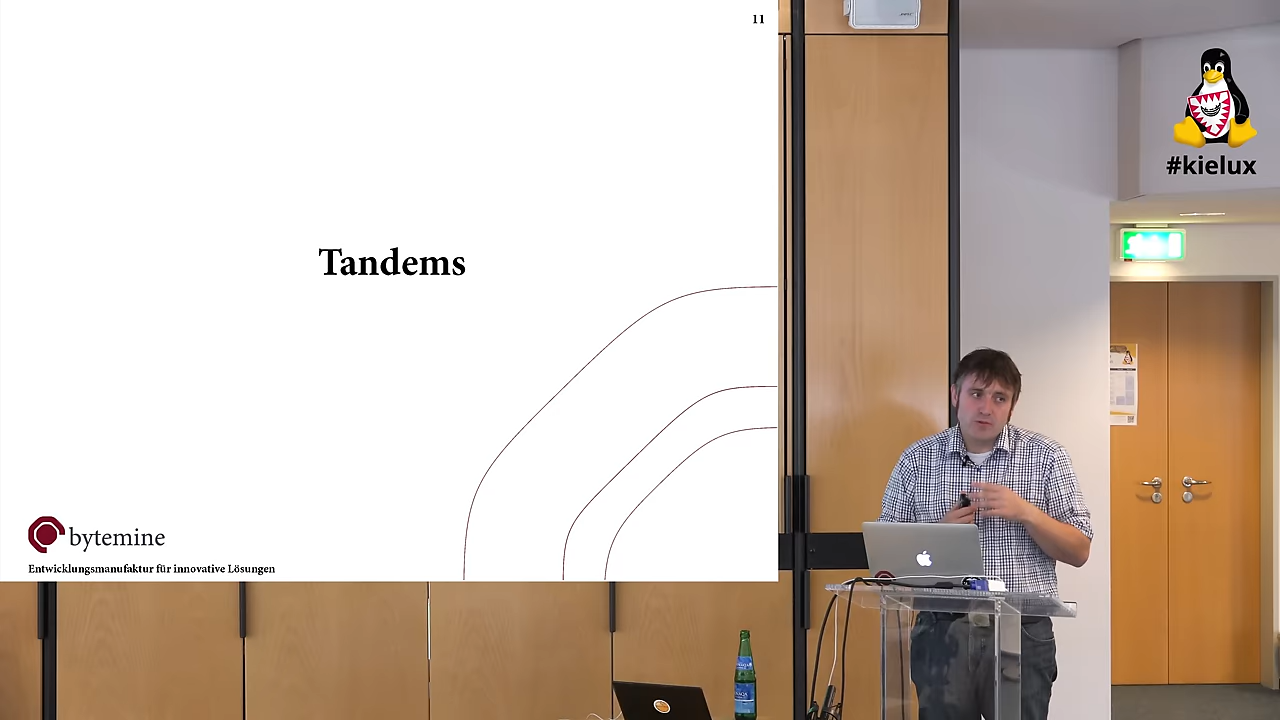 11
Tandems
bytemine
Entwicklungsmanufaktur für innovative Lösungen
#kielux